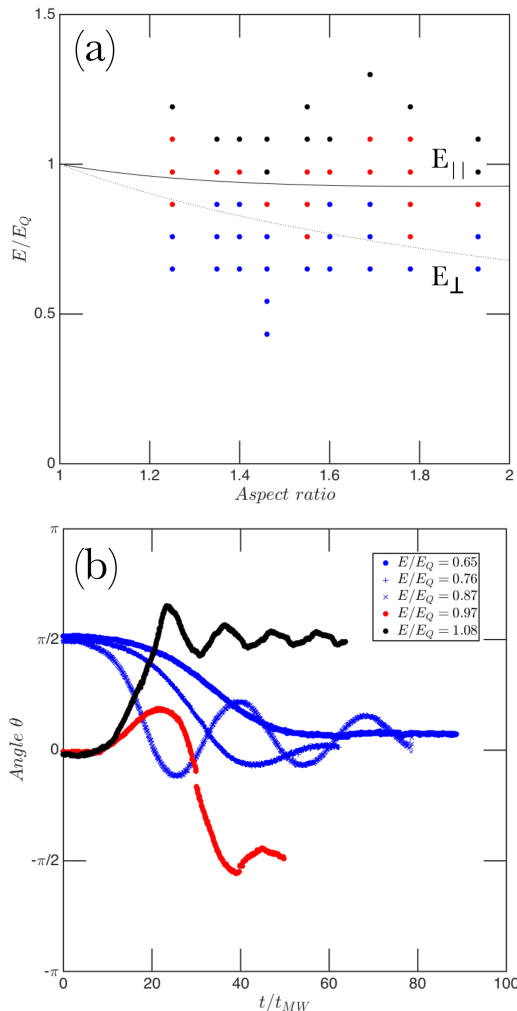 (a)
1.5
1
0.5
0
E/E_Q
E_||
E_⊥
1
1.2
1.4
1.6
1.8
2
Aspect ratio
(b)
π
π/2
0
-π/2
-π
Angle θ
E/E_Q = 0.65
E/E_Q = 0.76
E/E_Q = 0.87
E/E_Q = 0.97
E/E_Q = 1.08
0
20
40
60
80
100
t/t_MW